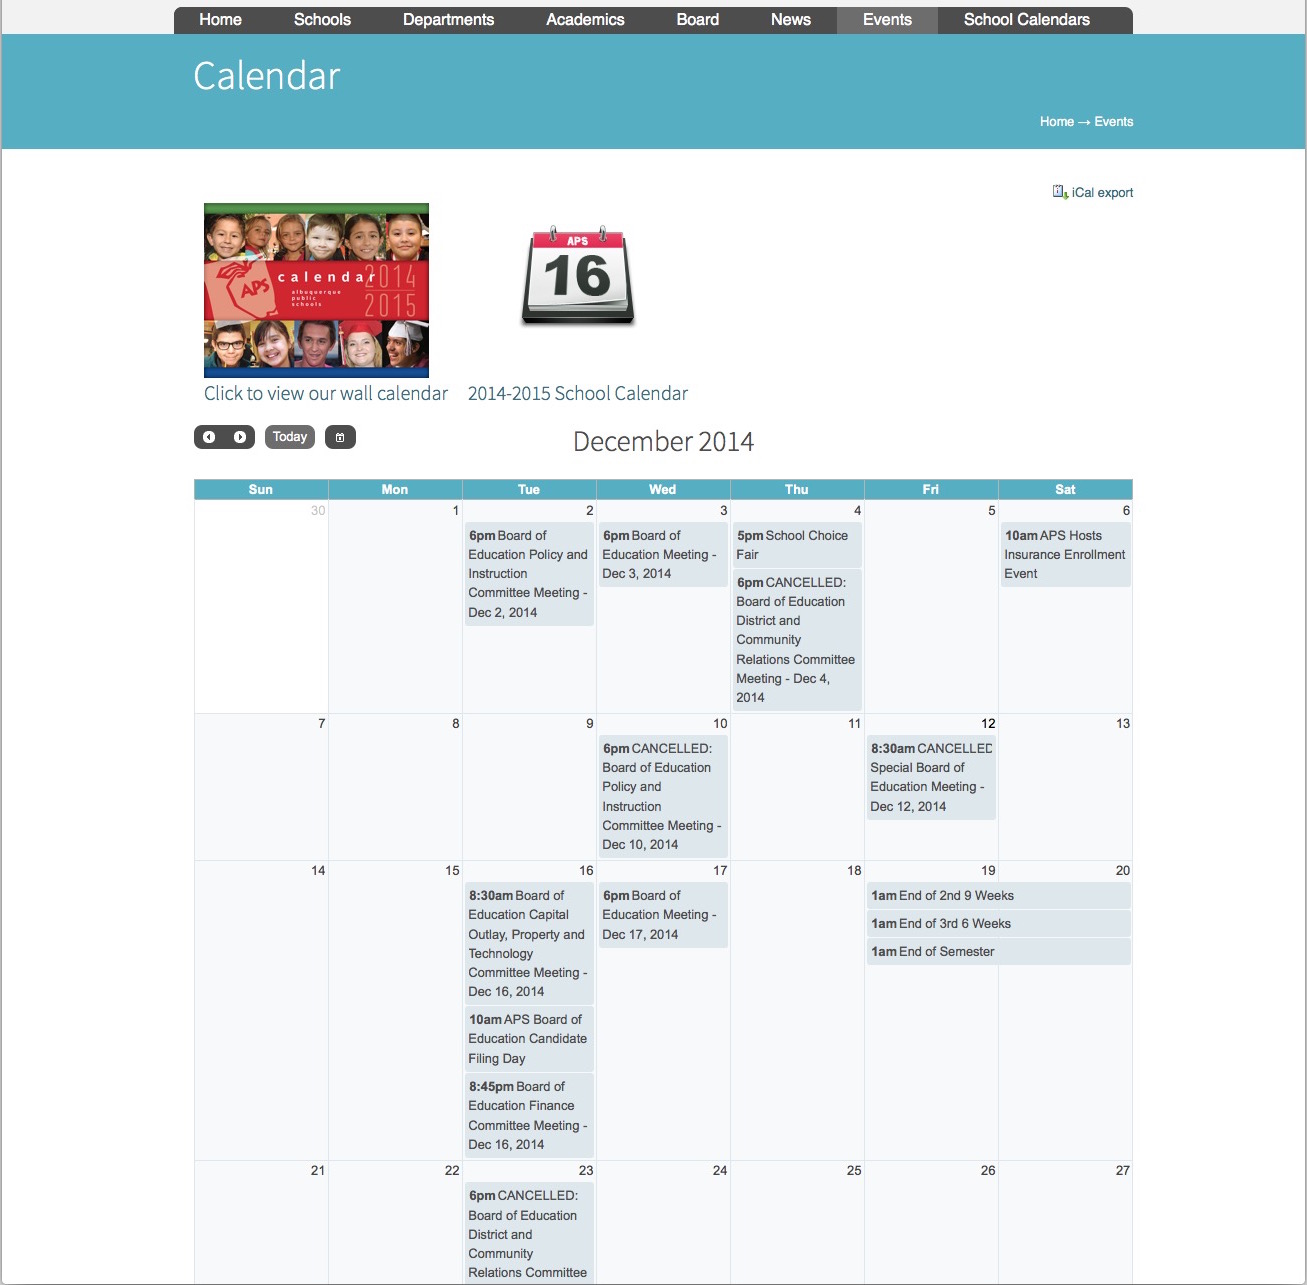 Home Schools Departments Academics Board News Events School Calendars
Calendar
Home → Events
iCal export
calendar 2014
2015
albuquerque
public
schools
APS
APS
16
Click to view our wall calendar
2014-2015 School Calendar
Today
December 2014
Sun Mon Tue Wed Thu Fri Sat
30 1 2 3 4 5 6
6pm Board of
Education Policy and
Instruction
Committee Meeting -
Dec 2, 2014
6pm Board of
Education Meeting -
Dec 3, 2014
5pm School Choice
Fair
6pm CANCELLED:
Board of Education
District and
Community
Relations Committee
Meeting - Dec 4,
2014
10am APS Hosts
Insurance Enrollment
Event
7 8 9 10 11 12 13
6pm CANCELLED:
Board of Education
Policy and
Instruction
Committee Meeting -
Dec 10, 2014
8:30am CANCELLED
Special Board of
Education Meeting -
Dec 12, 2014
14 15 16 17 18 19 20
8:30am Board of
Education Capital
Outlay, Property and
Technology
Committee Meeting -
Dec 16, 2014
10am APS Board of
Education Candidate
Filing Day
8:45pm Board of
Education Finance
Committee Meeting -
Dec 16, 2014
6pm Board of
Education Meeting -
Dec 17, 2014
1am End of 2nd 9 Weeks
1am End of 3rd 6 Weeks
1am End of Semester
21 22 23 24 25 26 27
6pm CANCELLED:
Board of Education
District and
Community
Relations Committee